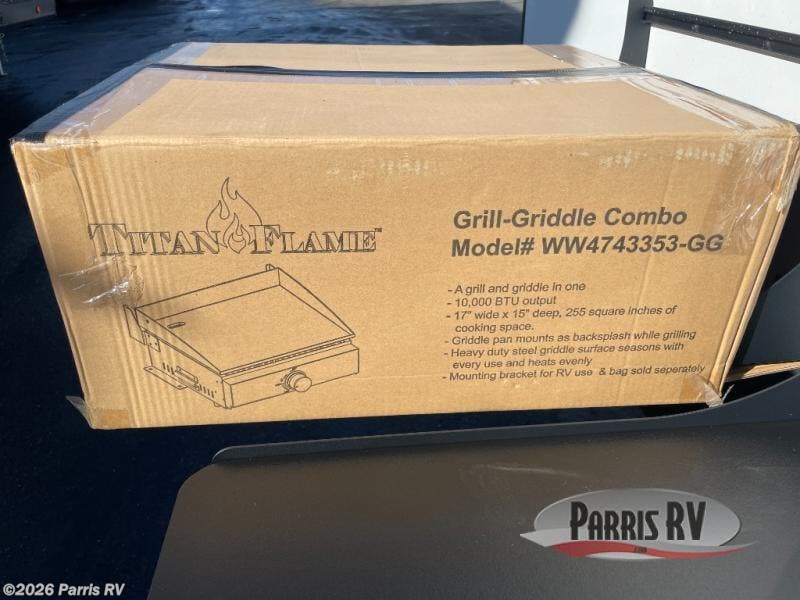 TITAN FLAME™
Grill-Griddle Combo
Model# WW4743353-GG
- A grill and griddle in one
- 10,000 BTU output
- 17" wide x 15" deep, 255 square inches of
cooking space.
- Griddle pan mounts as backsplash while grilling
- Heavy duty steel griddle surface seasons with
every use and heats evenly
- Mounting bracket for RV use & bag sold seperately
PARRIS RV
©2026 Parris RV